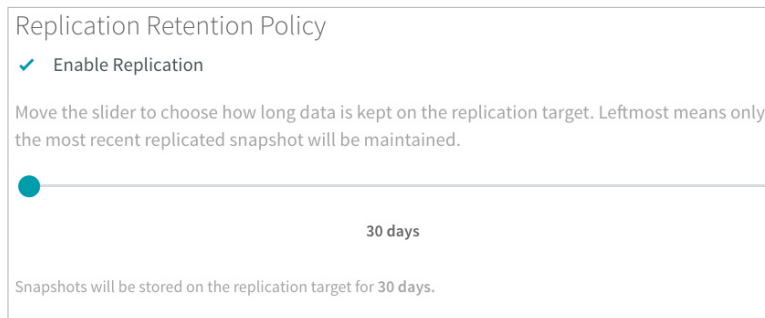 Replication Retention Policy
Enable Replication
Move the slider to choose how long data is kept on the replication target. Leftmost means only
the most recent replicated snapshot will be maintained.
30 days
Snapshots will be stored on the replication target for 30 days.